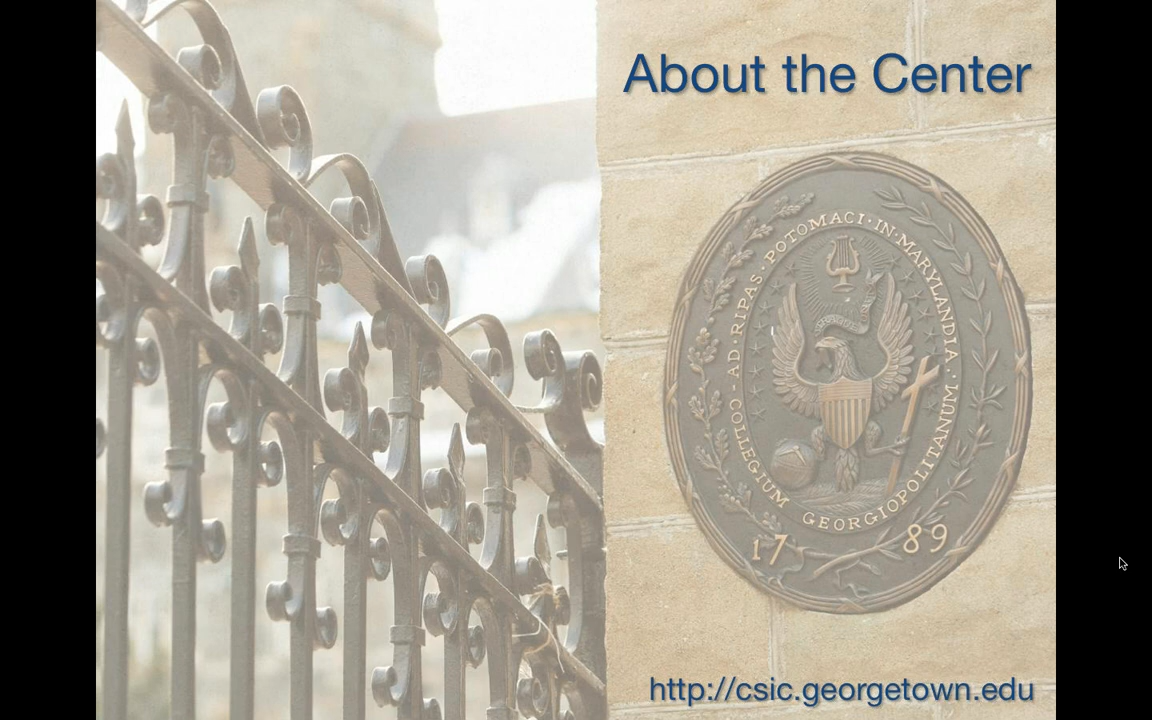 About the Center
COLLEGIUM GEORGIOPOLITANUM · AD · RIPAS · POTOMACI · IN · MARYLANDIA ·
17 89
http://csic.georgetown.edu